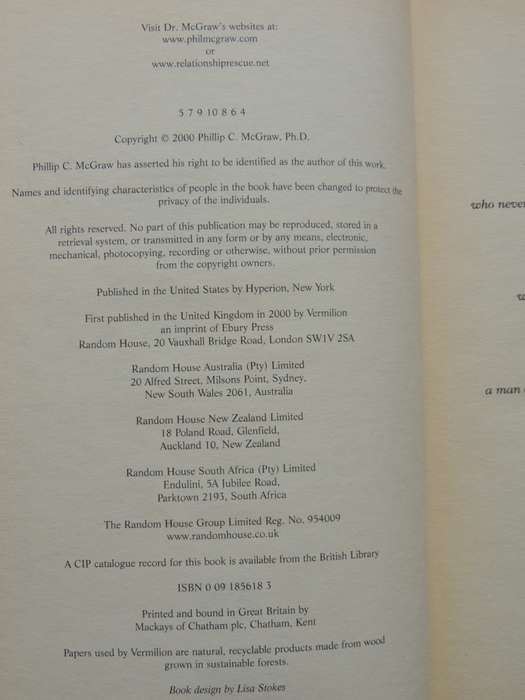 Visit Dr. McGraw's websites at:
www.philmcgraw.com
or
www.relationshiprescue.net
5 7 9 10 8 6 4
Copyright © 2000 Phillip C. McGraw, Ph.D.
Phillip C. McGraw has asserted his right to be identified as the author of this work.
Names and identifying characteristics of people in the book have been changed to protect the
privacy of the individuals.
All rights reserved. No part of this publication may be reproduced, stored in a
retrieval system, or transmitted in any form or by any means, electronic,
mechanical, photocopying, recording or otherwise, without prior permission
from the copyright owners.
Published in the United States by Hyperion, New York
First published in the United Kingdom in 2000 by Vermilion
an imprint of Ebury Press
Random House, 20 Vauxhall Bridge Road, London SW1V 2SA
Random House Australia (Pty) Limited
20 Alfred Street, Milsons Point, Sydney,
New South Wales 2061, Australia
Random House New Zealand Limited
18 Poland Road, Glenfield,
Auckland 10, New Zealand
Random House South Africa (Pty) Limited
Endulini, 5A Jubilee Road,
Parktown 2193, South Africa
The Random House Group Limited Reg. No. 954009
www.randomhouse.co.uk
A CIP catalogue record for this book is available from the British Library
ISBN 0 09 185618 3
Printed and bound in Great Britain by
Mackays of Chatham plc, Chatham, Kent
Papers used by Vermilion are natural, recyclable products made from wood
grown in sustainable forests.
Book design by Lisa Stokes
who never
a man